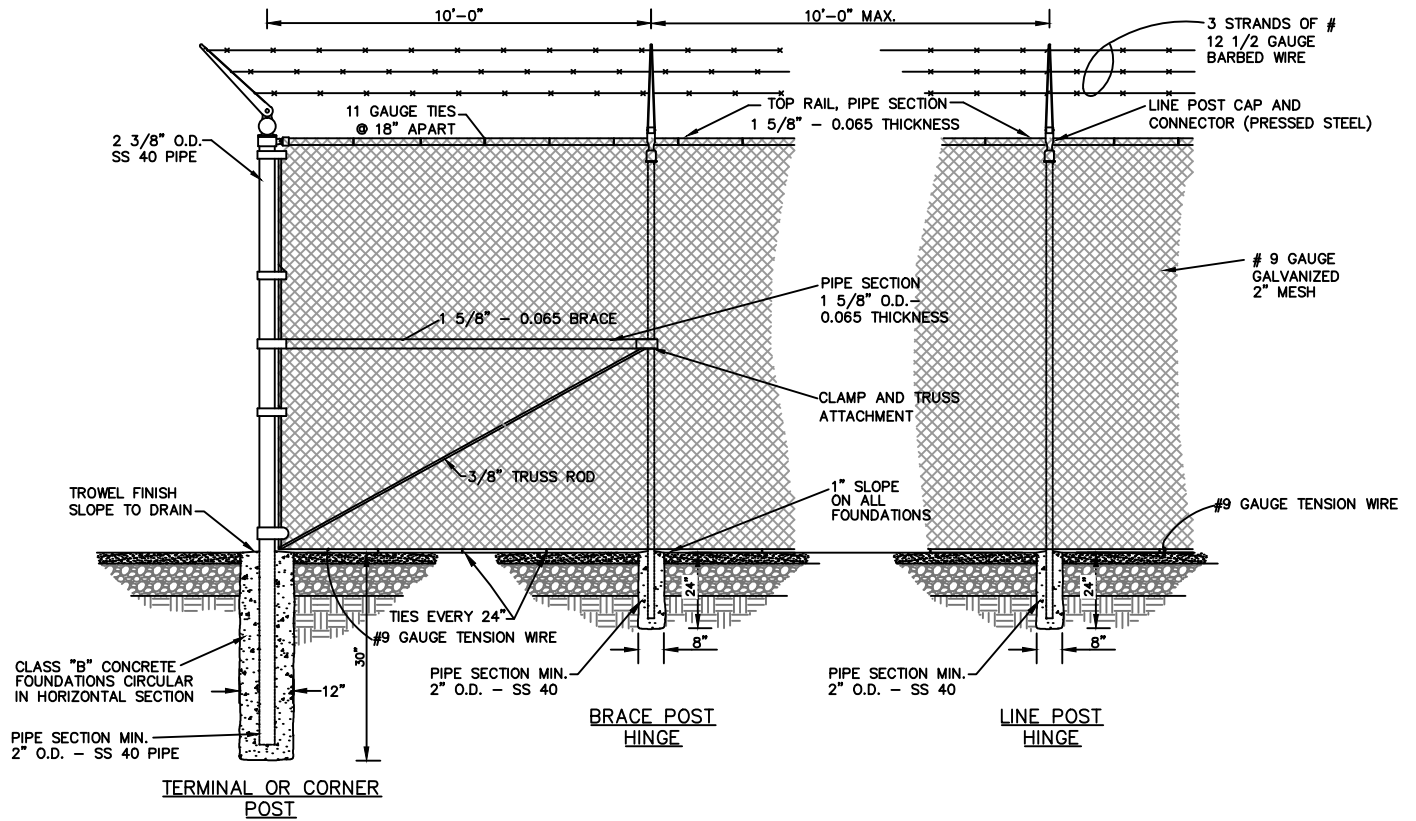 10'-0"
10'-0" MAX.
3 STRANDS OF #
12 1/2 GAUGE
BARBED WIRE
11 GAUGE TIES
@ 18" APART
TOP RAIL, PIPE SECTION
1 5/8" - 0.065 THICKNESS
LINE POST CAP AND
CONNECTOR (PRESSED STEEL)
2 3/8" O.D.
SS 40 PIPE
# 9 GAUGE
GALVANIZED
2" MESH
PIPE SECTION
1 5/8" O.D.-
0.065 THICKNESS
1 5/8" - 0.065 BRACE
CLAMP AND TRUSS
ATTACHMENT
3/8" TRUSS ROD
TROWEL FINISH
SLOPE TO DRAIN
1" SLOPE
ON ALL
FOUNDATIONS
#9 GAUGE TENSION WIRE
TIES EVERY 24"
#9 GAUGE TENSION WIRE
24"
24"
30"
8"
8"
CLASS "B" CONCRETE
FOUNDATIONS CIRCULAR
IN HORIZONTAL SECTION
12"
PIPE SECTION MIN.
2" O.D. - SS 40
PIPE SECTION MIN.
2" O.D. - SS 40
PIPE SECTION MIN.
2" O.D. - SS 40 PIPE
BRACE POST
HINGE
LINE POST
HINGE
TERMINAL OR CORNER
POST